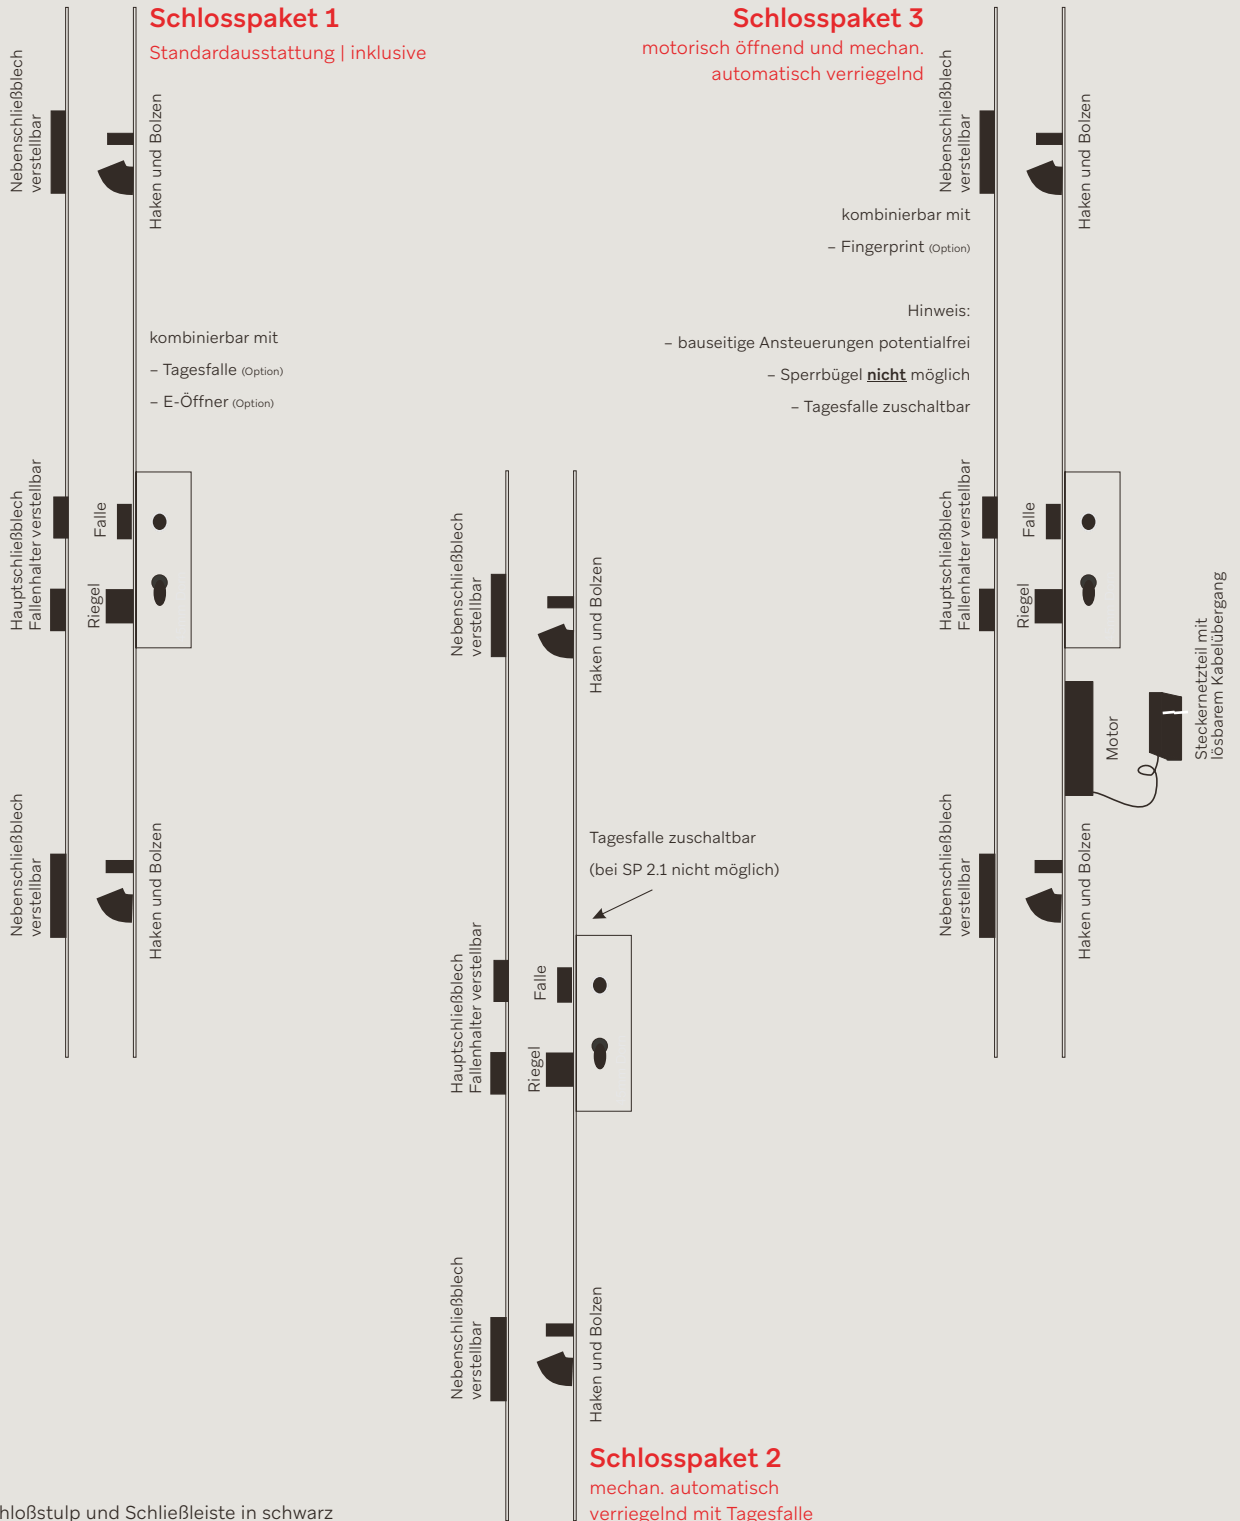 Schlosspaket 1
Standardausstattung | inklusive
Nebenschließblech
verstellbar
Haken und Bolzen
kombinierbar mit
– Tagesfalle (Option)
– E-Öffner (Option)
Hauptschließblech
Fallenhalter verstellbar
Falle
Riegel
Nebenschließblech
verstellbar
Haken und Bolzen
Schlosspaket 3
motorisch öffnend und mechan.
automatisch verriegelnd
Nebenschließblech
verstellbar
Haken und Bolzen
kombinierbar mit
– Fingerprint (Option)
Hinweis:
– bauseitige Ansteuerungen potentialfrei
– Sperrbügel nicht möglich
– Tagesfalle zuschaltbar
Hauptschließblech
Fallenhalter verstellbar
Falle
Riegel
Motor
Steckernetzteil mit
lösbarem Kabelübergang
Nebenschließblech
verstellbar
Haken und Bolzen
Nebenschließblech
verstellbar
Haken und Bolzen
Tagesfalle zuschaltbar
(bei SP 2.1 nicht möglich)
Hauptschließblech
Fallenhalter verstellbar
Falle
Riegel
Nebenschließblech
verstellbar
Haken und Bolzen
Schlosspaket 2
mechan. automatisch
verriegelnd mit Tagesfalle
hloßstulp und Schließleiste in schwarz